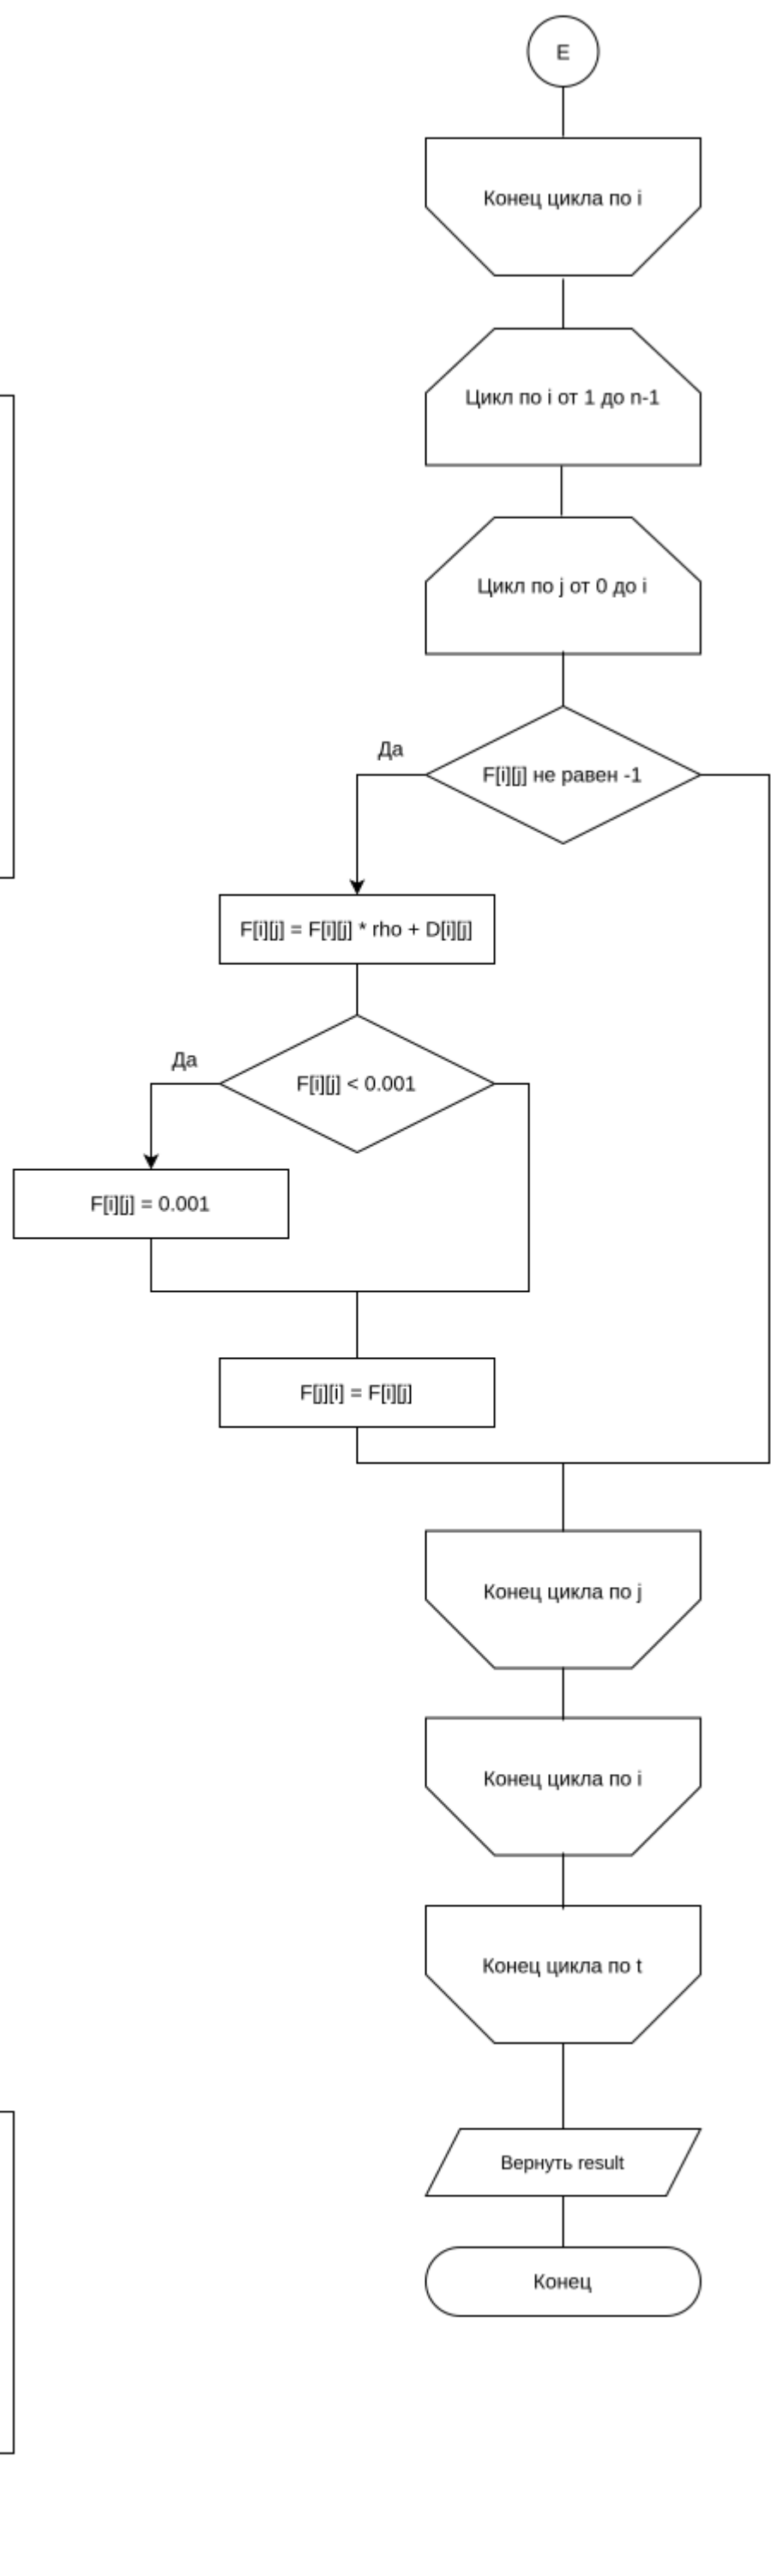 E
Конец цикла по i
Цикл по i от 1 до n-1
Цикл по j от 0 до i
Да
F[i][j] не равен -1
F[i][j] = F[i][j] * rho + D[i][j]
Да
F[i][j] < 0.001
F[i][j] = 0.001
F[j][i] = F[i][j]
Конец цикла по j
Конец цикла по i
Конец цикла по t
Вернуть result
Конец